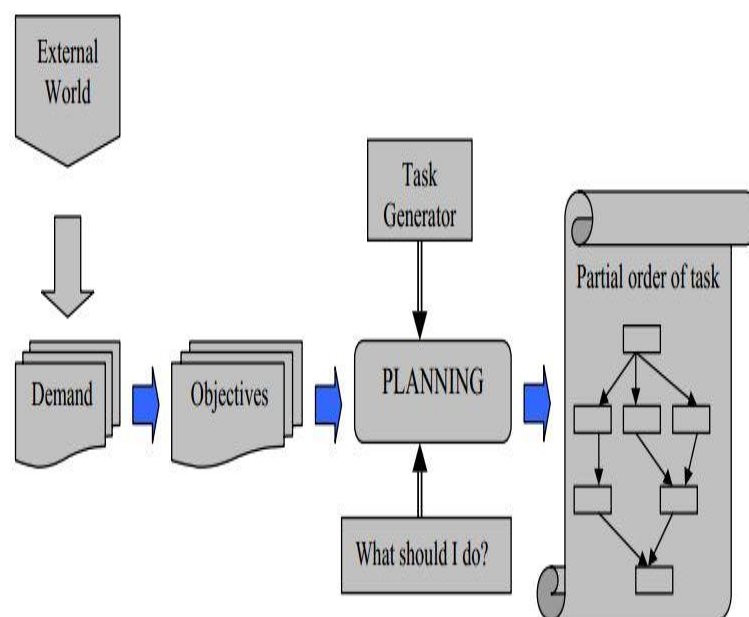 External
World
Task
Generator
Partial order of task
Demand
Objectives
PLANNING
What should I do?